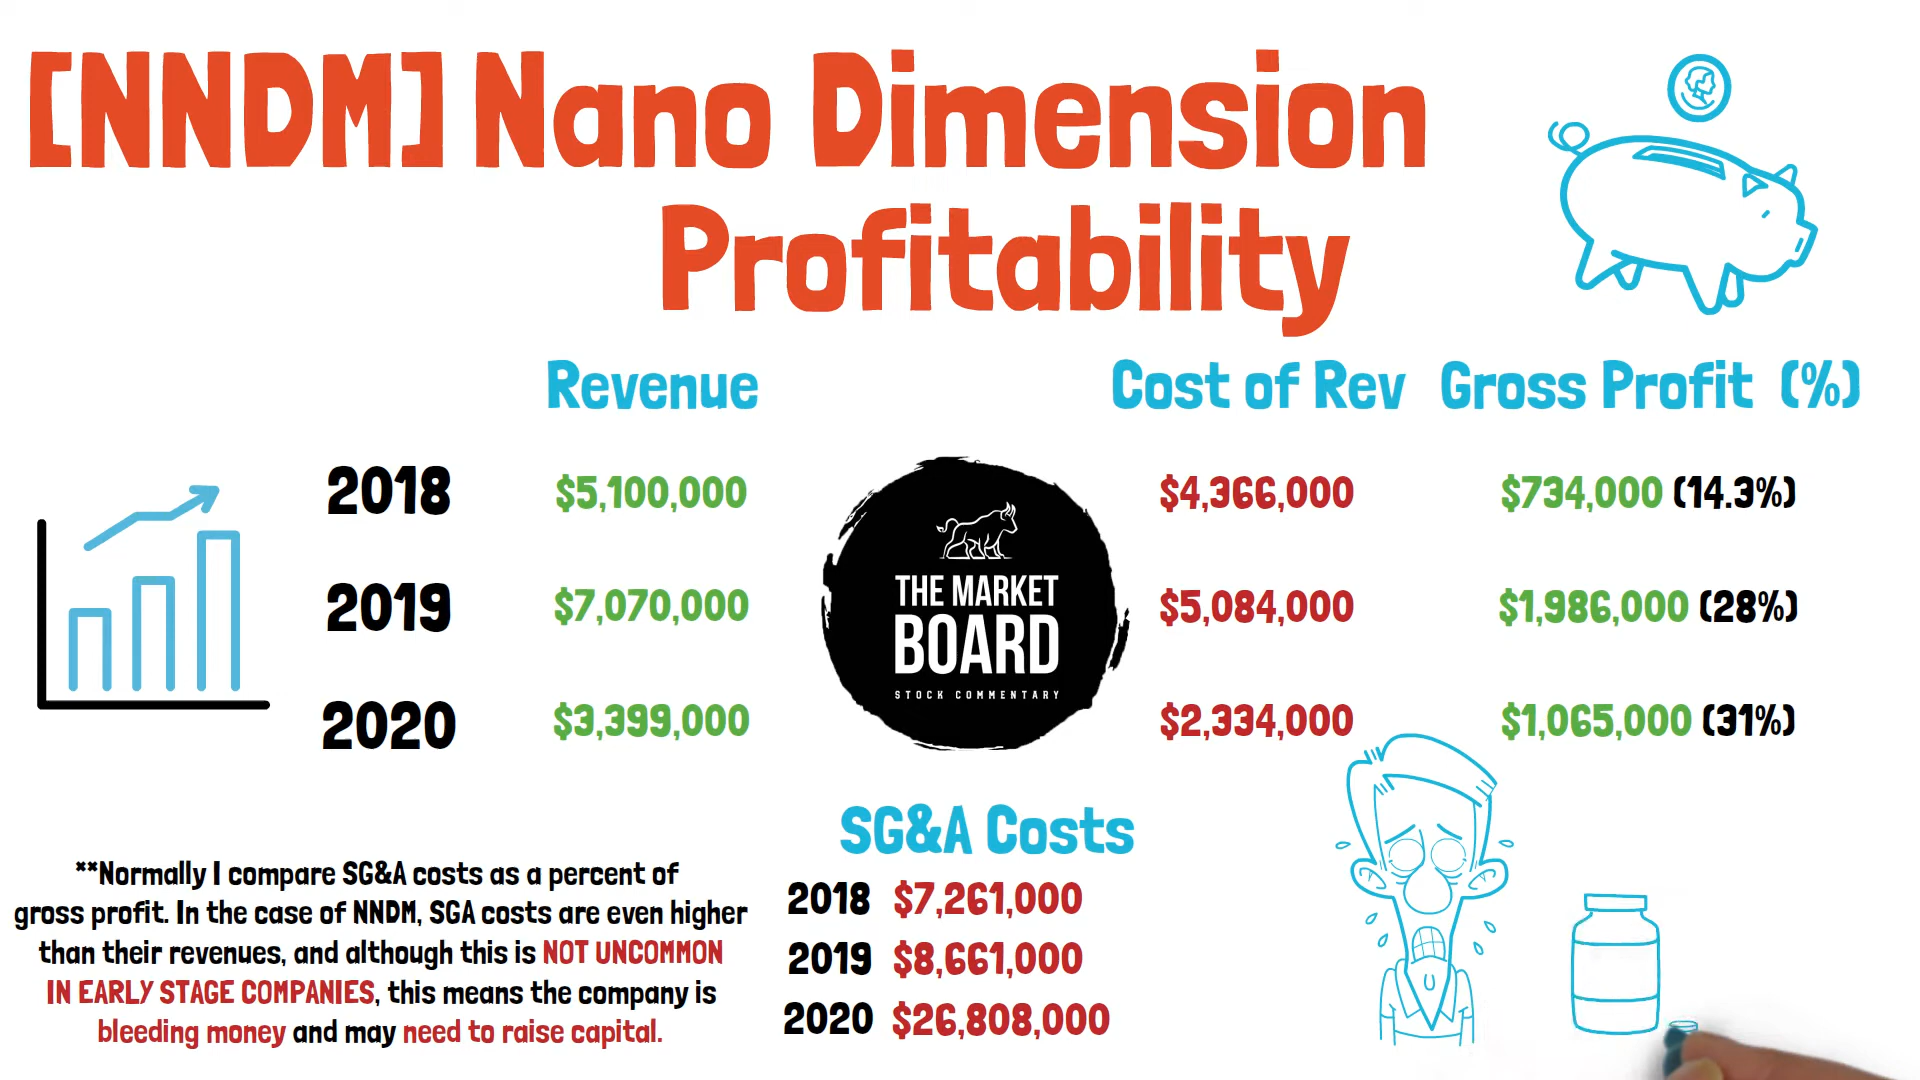 [NNDM] Nano Dimension
Profitability
Revenue
Cost of Rev
Gross Profit (%)
2018 $5,100,000 $4,366,000 $734,000 (14.3%)
2019 $7,070,000 $5,084,000 $1,986,000 (28%)
2020 $3,399,000 $2,334,000 $1,065,000 (31%)
THE MARKET
BOARD
STOCK COMMENTARY
**Normally I compare SG&A costs as a percent of
gross profit. In the case of NNDM, SGA costs are even higher
than their revenues, and although this is NOT UNCOMMON
IN EARLY STAGE COMPANIES, this means the company is
bleeding money and may need to raise capital.
SG&A Costs
2018 $7,261,000
2019 $8,661,000
2020 $26,808,000